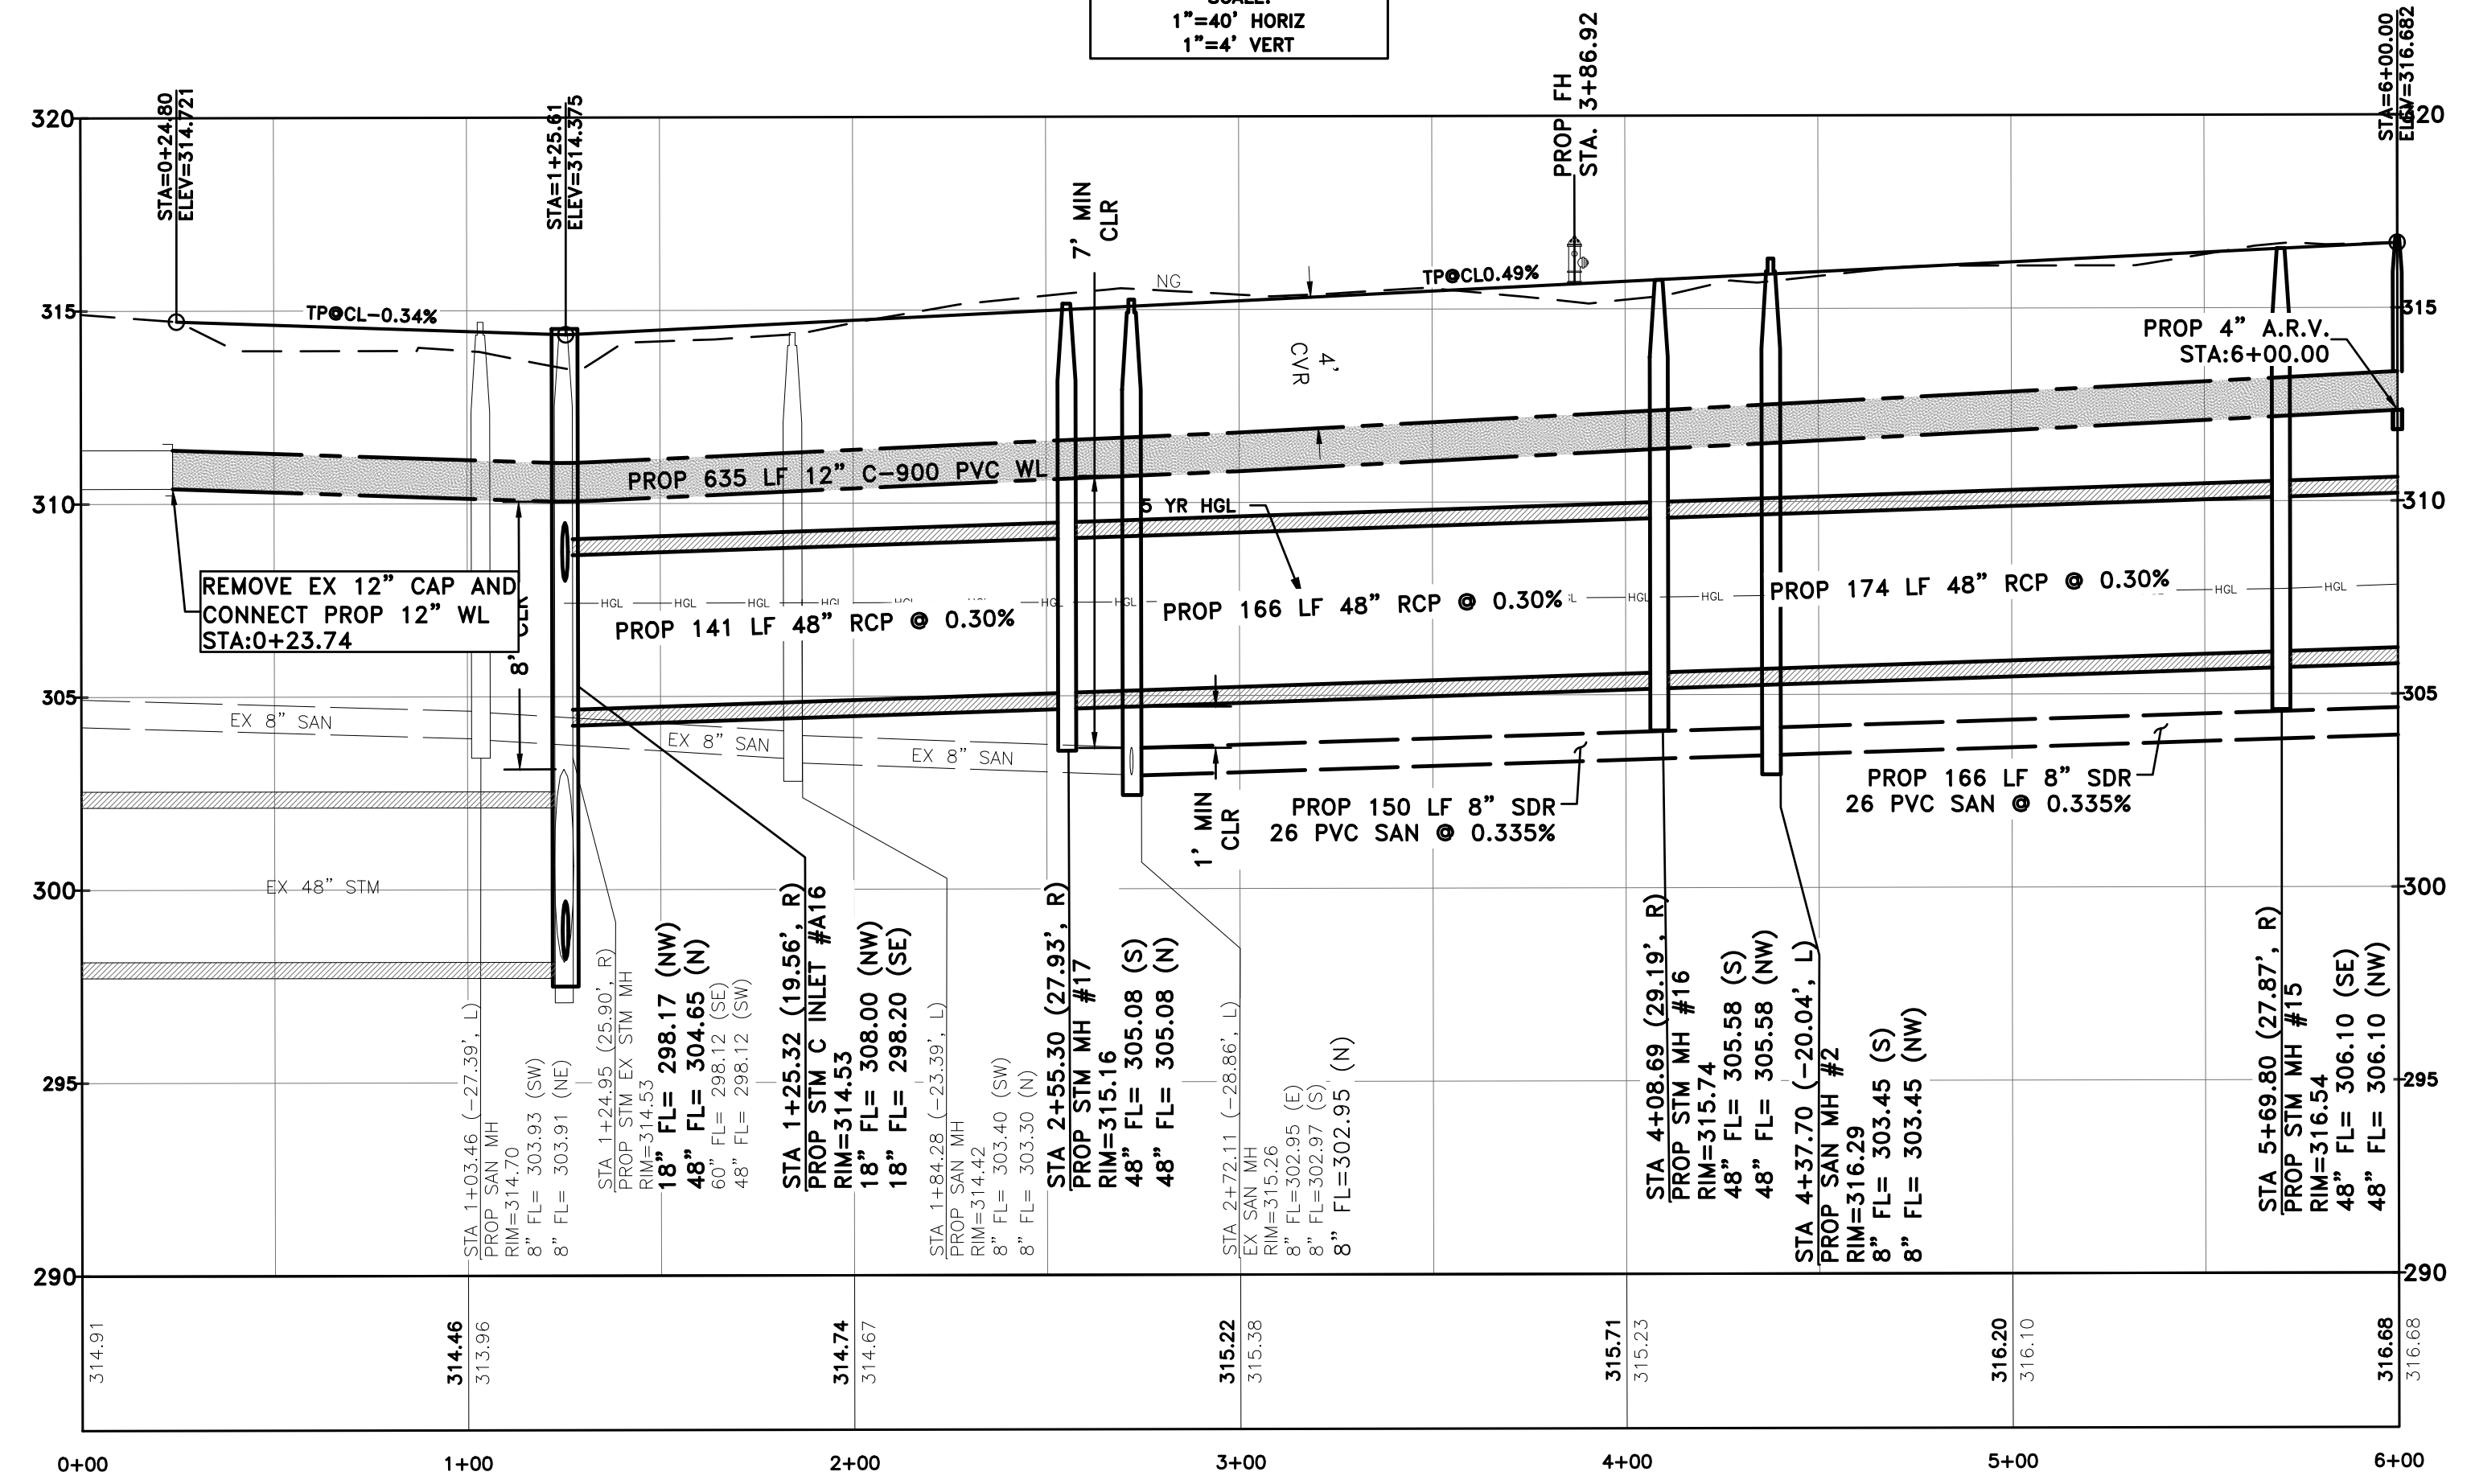 1"=40' HORIZ
1"=4' VERT
STA=0+24.80
ELEV=314.721
STA=1+25.61
ELEV=314.375
7' MIN
CLR
PROP FH
STA. 3+86.92
STA=6+00.00
ELEV=316.682
320
320
315
315
310
310
305
305
300
300
295
295
290
290
TP@CL-0.34%
NG
TP@CL0.49%
4'
CVR
PROP 4" A.R.V.
STA:6+00.00
PROP 635 LF 12" C-900 PVC WL
5 YR HGL
REMOVE EX 12" CAP AND
CONNECT PROP 12" WL
STA:0+23.74
8' CLR
HGL
HGL
HGL
HGL
HGL
HGL
HGL
HGL
HGL
HGL
HGL
PROP 141 LF 48" RCP @ 0.30%
PROP 166 LF 48" RCP @ 0.30%
PROP 174 LF 48" RCP @ 0.30%
EX 8" SAN
EX 8" SAN
EX 8" SAN
EX 48" STM
1' MIN
CLR
PROP 150 LF 8" SDR
26 PVC SAN @ 0.335%
PROP 166 LF 8" SDR
26 PVC SAN @ 0.335%
STA 1+03.46 (-27.39', L)
PROP SAN MH
RIM=314.70
8" FL= 303.93 (SW)
8" FL= 303.91 (NE)
STA 1+24.95 (25.90', R)
PROP STM EX STM MH
RIM=314.53
18" FL= 298.17 (NW)
48" FL= 304.65 (N)
60" FL= 298.12 (SE)
48" FL= 298.12 (SW)
STA 1+25.32 (19.56', R)
PROP STM C INLET #A16
RIM=314.53
18" FL= 308.00 (NW)
18" FL= 298.20 (SE)
STA 1+84.28 (-23.39', L)
PROP SAN MH
RIM=314.42
8" FL= 303.40 (SW)
8" FL= 303.30 (N)
STA 2+55.30 (27.93', R)
PROP STM MH #17
RIM=315.16
48" FL= 305.08 (S)
48" FL= 305.08 (N)
STA 2+72.11 (-28.86', L)
EX SAN MH
RIM=315.26
8" FL=302.95 (E)
8" FL=302.97 (S)
8" FL=302.95 (N)
STA 4+08.69 (29.19', R)
PROP STM MH #16
RIM=315.74
48" FL= 305.58 (S)
48" FL= 305.58 (NW)
STA 4+37.70 (-20.04', L)
PROP SAN MH #2
RIM=316.29
8" FL= 303.45 (S)
8" FL= 303.45 (NW)
STA 5+69.80 (27.87', R)
PROP STM MH #15
RIM=316.54
48" FL= 306.10 (SE)
48" FL= 306.10 (NW)
314.91
314.46
313.96
314.74
314.67
315.22
315.38
315.71
315.23
316.20
316.10
316.68
316.68
0+00
1+00
2+00
3+00
4+00
5+00
6+00